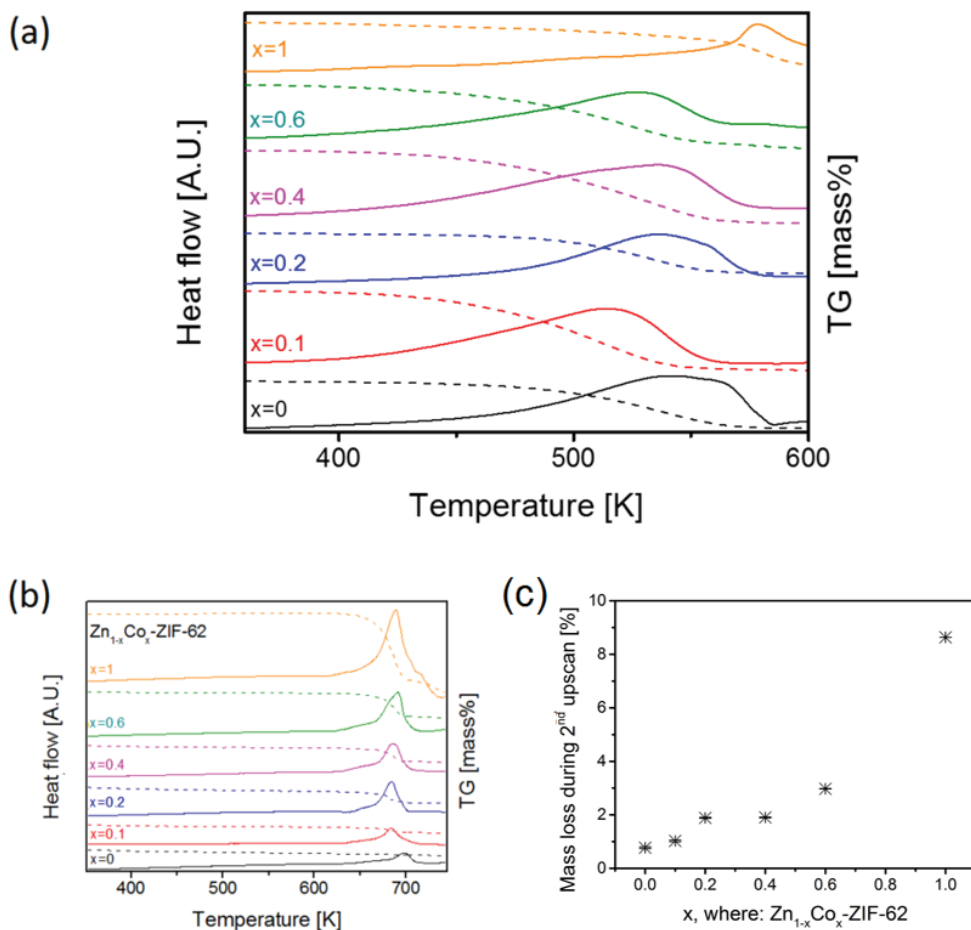 (a)
x=1
x=0.6
x=0.4
x=0.2
x=0.1
x=0
Heat flow [A.U.]
TG [mass%]
400 500 600
Temperature [K]
(b)
Zn1-xCox-ZIF-62
x=1
x=0.6
x=0.4
x=0.2
x=0.1
x=0
Heat flow [A.U.]
TG [mass%]
400 500 600 700
Temperature [K]
(c)
10
8
6
4
2
0
Mass loss during 2nd upscan [%]
0.0 0.2 0.4 0.6 0.8 1.0
x, where: Zn1-xCox-ZIF-62